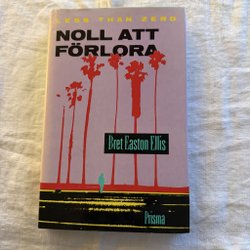 LESS THAN ZERO
NOLL ATT
FÖRLORA
Bret Easton Ellis
Prisma